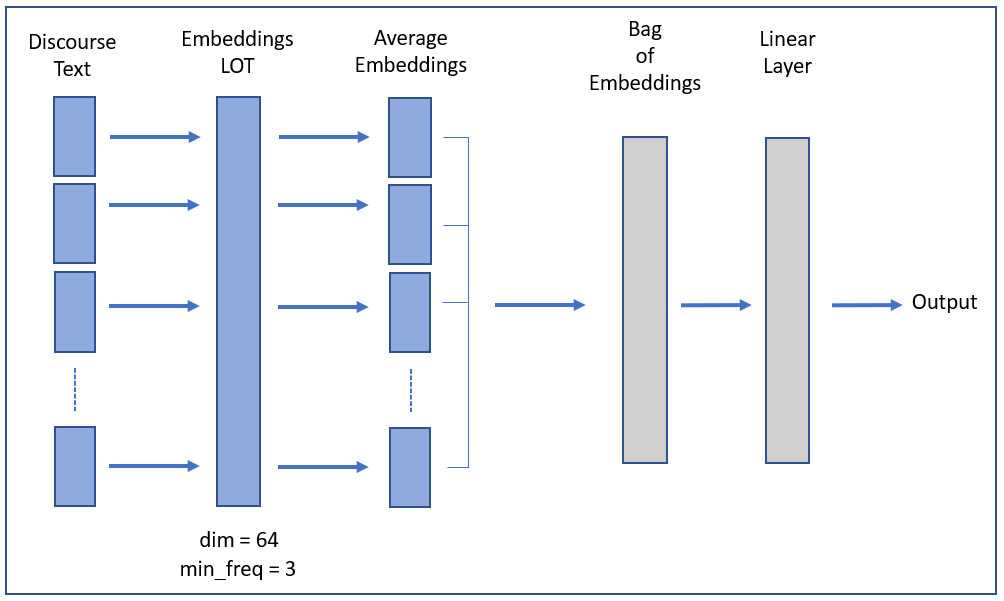 Discourse
Text
Embeddings
LOT
Average
Embeddings
Bag
of
Embeddings
Linear
Layer
Output
dim = 64
min_freq = 3